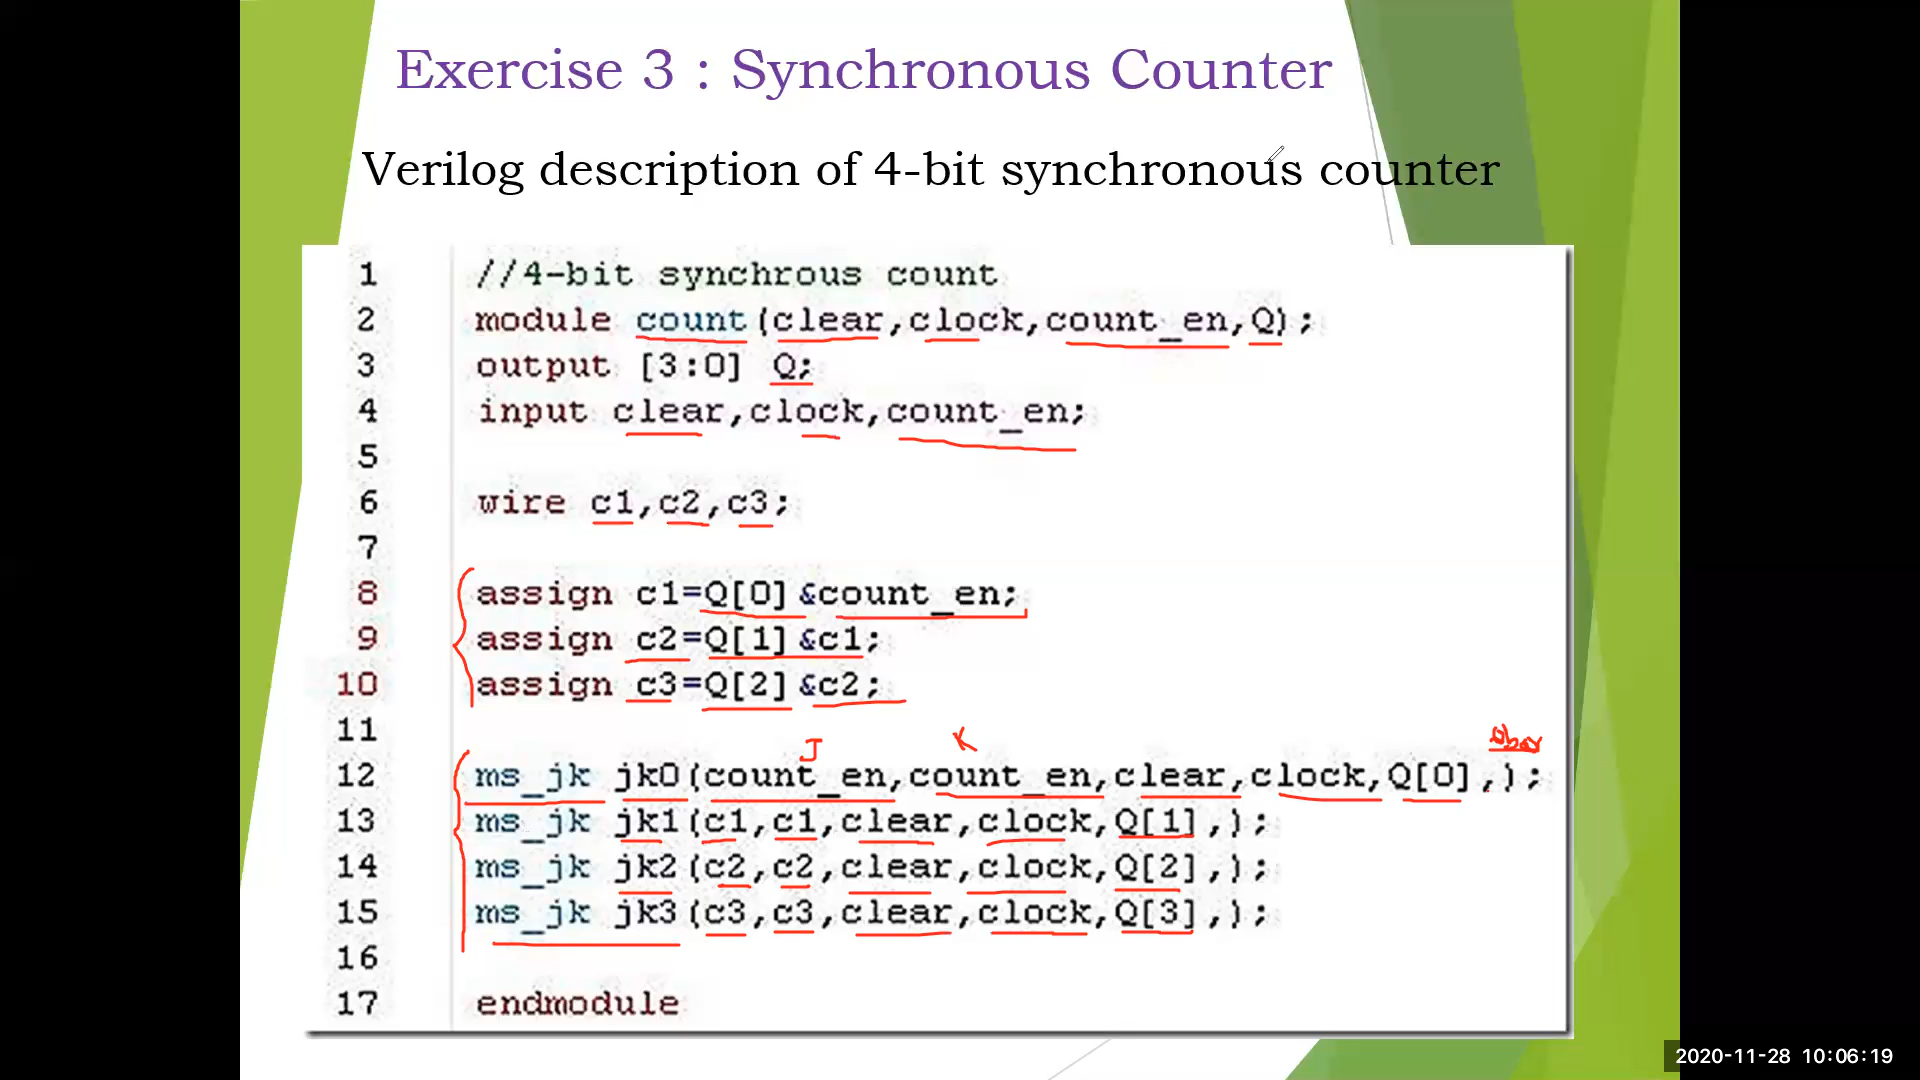 Exercise 3 : Synchronous Counter
Verilog description of 4-bit synchronous counter
1 //4-bit synchrous count
2 module count(clear,clock,count_en,Q);
3 output [3:0] Q;
4 input clear,clock,count_en;
5
6 wire c1,c2,c3;
7
8 assign c1=Q[0]&count_en;
9 assign c2=Q[1]&c1;
10 assign c3=Q[2]&c2;
11
J K Qbar
12 ms_jk jk0(count_en,count_en,clear,clock,Q[0],);
13 ms_jk jk1(c1,c1,clear,clock,Q[1],);
14 ms_jk jk2(c2,c2,clear,clock,Q[2],);
15 ms_jk jk3(c3,c3,clear,clock,Q[3],);
16
17 endmodule
2020-11-28 10:06:19